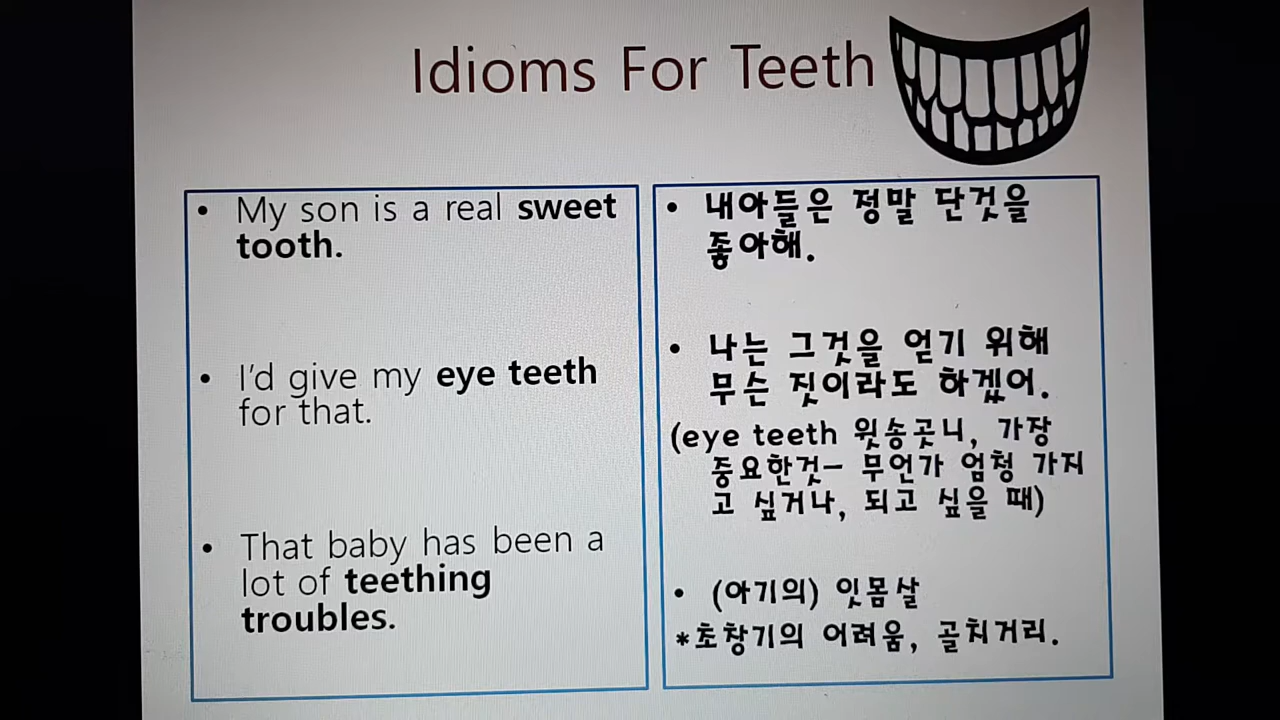 Idioms For Teeth
• My son is a real sweet
tooth.
• I'd give my eye teeth
for that.
• That baby has been a
lot of teething
troubles.
• 내아들은 정말 단것을
좋아해.
• 나는 그것을 얻기 위해
무슨 짓이라도 하겠어.
(eye teeth 윗송곳니, 가장
중요한것- 무언가 엄청 가지
고 싶거나, 되고 싶을 때)
• (아기의) 잇몸살
*초창기의 어려움, 골치거리.